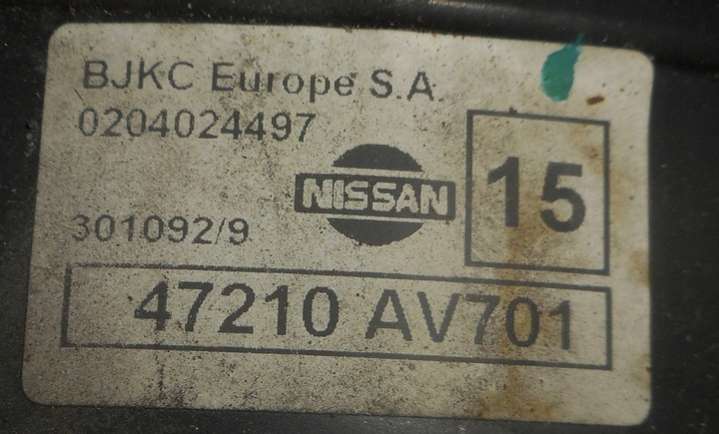 BJKC Europe S.A.
0204024497
NISSAN
15
301092/9
47210 AV701